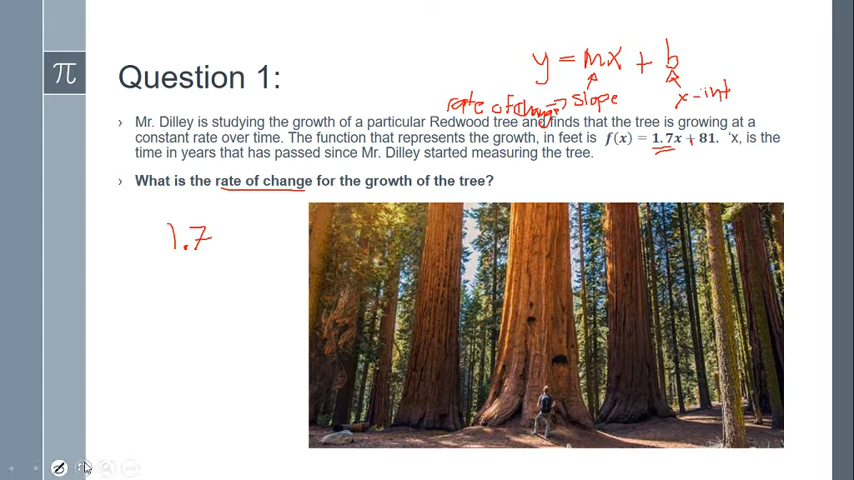 π
Question 1:
y = mx + b
rate of change → slope
x-int
› Mr. Dilley is studying the growth of a particular Redwood tree and finds that the tree is growing at a
constant rate over time. The function that represents the growth, in feet is f(x) = 1.7x + 81. 'x, is the
time in years that has passed since Mr. Dilley started measuring the tree.
› What is the rate of change for the growth of the tree?
1.7